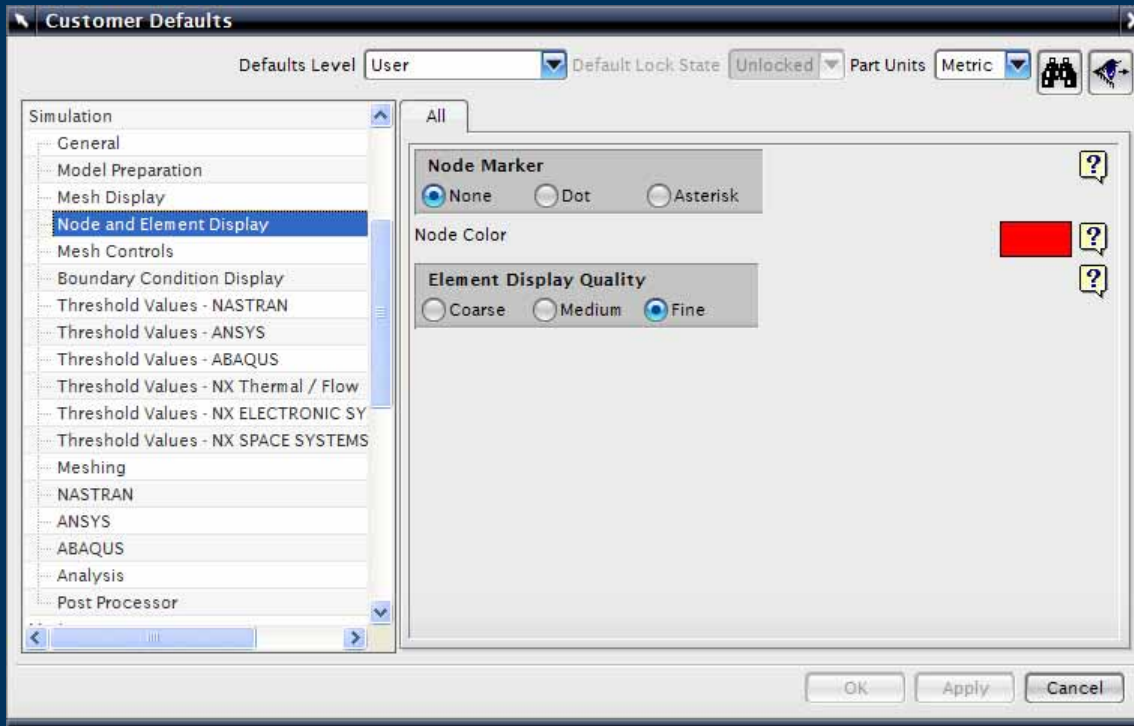 Customer Defaults
Defaults Level User Default Lock State Unlocked Part Units Metric
Simulation
General
Model Preparation
Mesh Display
Node and Element Display
Mesh Controls
Boundary Condition Display
Threshold Values - NASTRAN
Threshold Values - ANSYS
Threshold Values - ABAQUS
Threshold Values - NX Thermal / Flow
Threshold Values - NX ELECTRONIC SY
Threshold Values - NX SPACE SYSTEMS
Meshing
NASTRAN
ANSYS
ABAQUS
Analysis
Post Processor
All
Node Marker
None Dot Asterisk
?
Node Color
?
Element Display Quality
?
Coarse Medium Fine
OK Apply Cancel